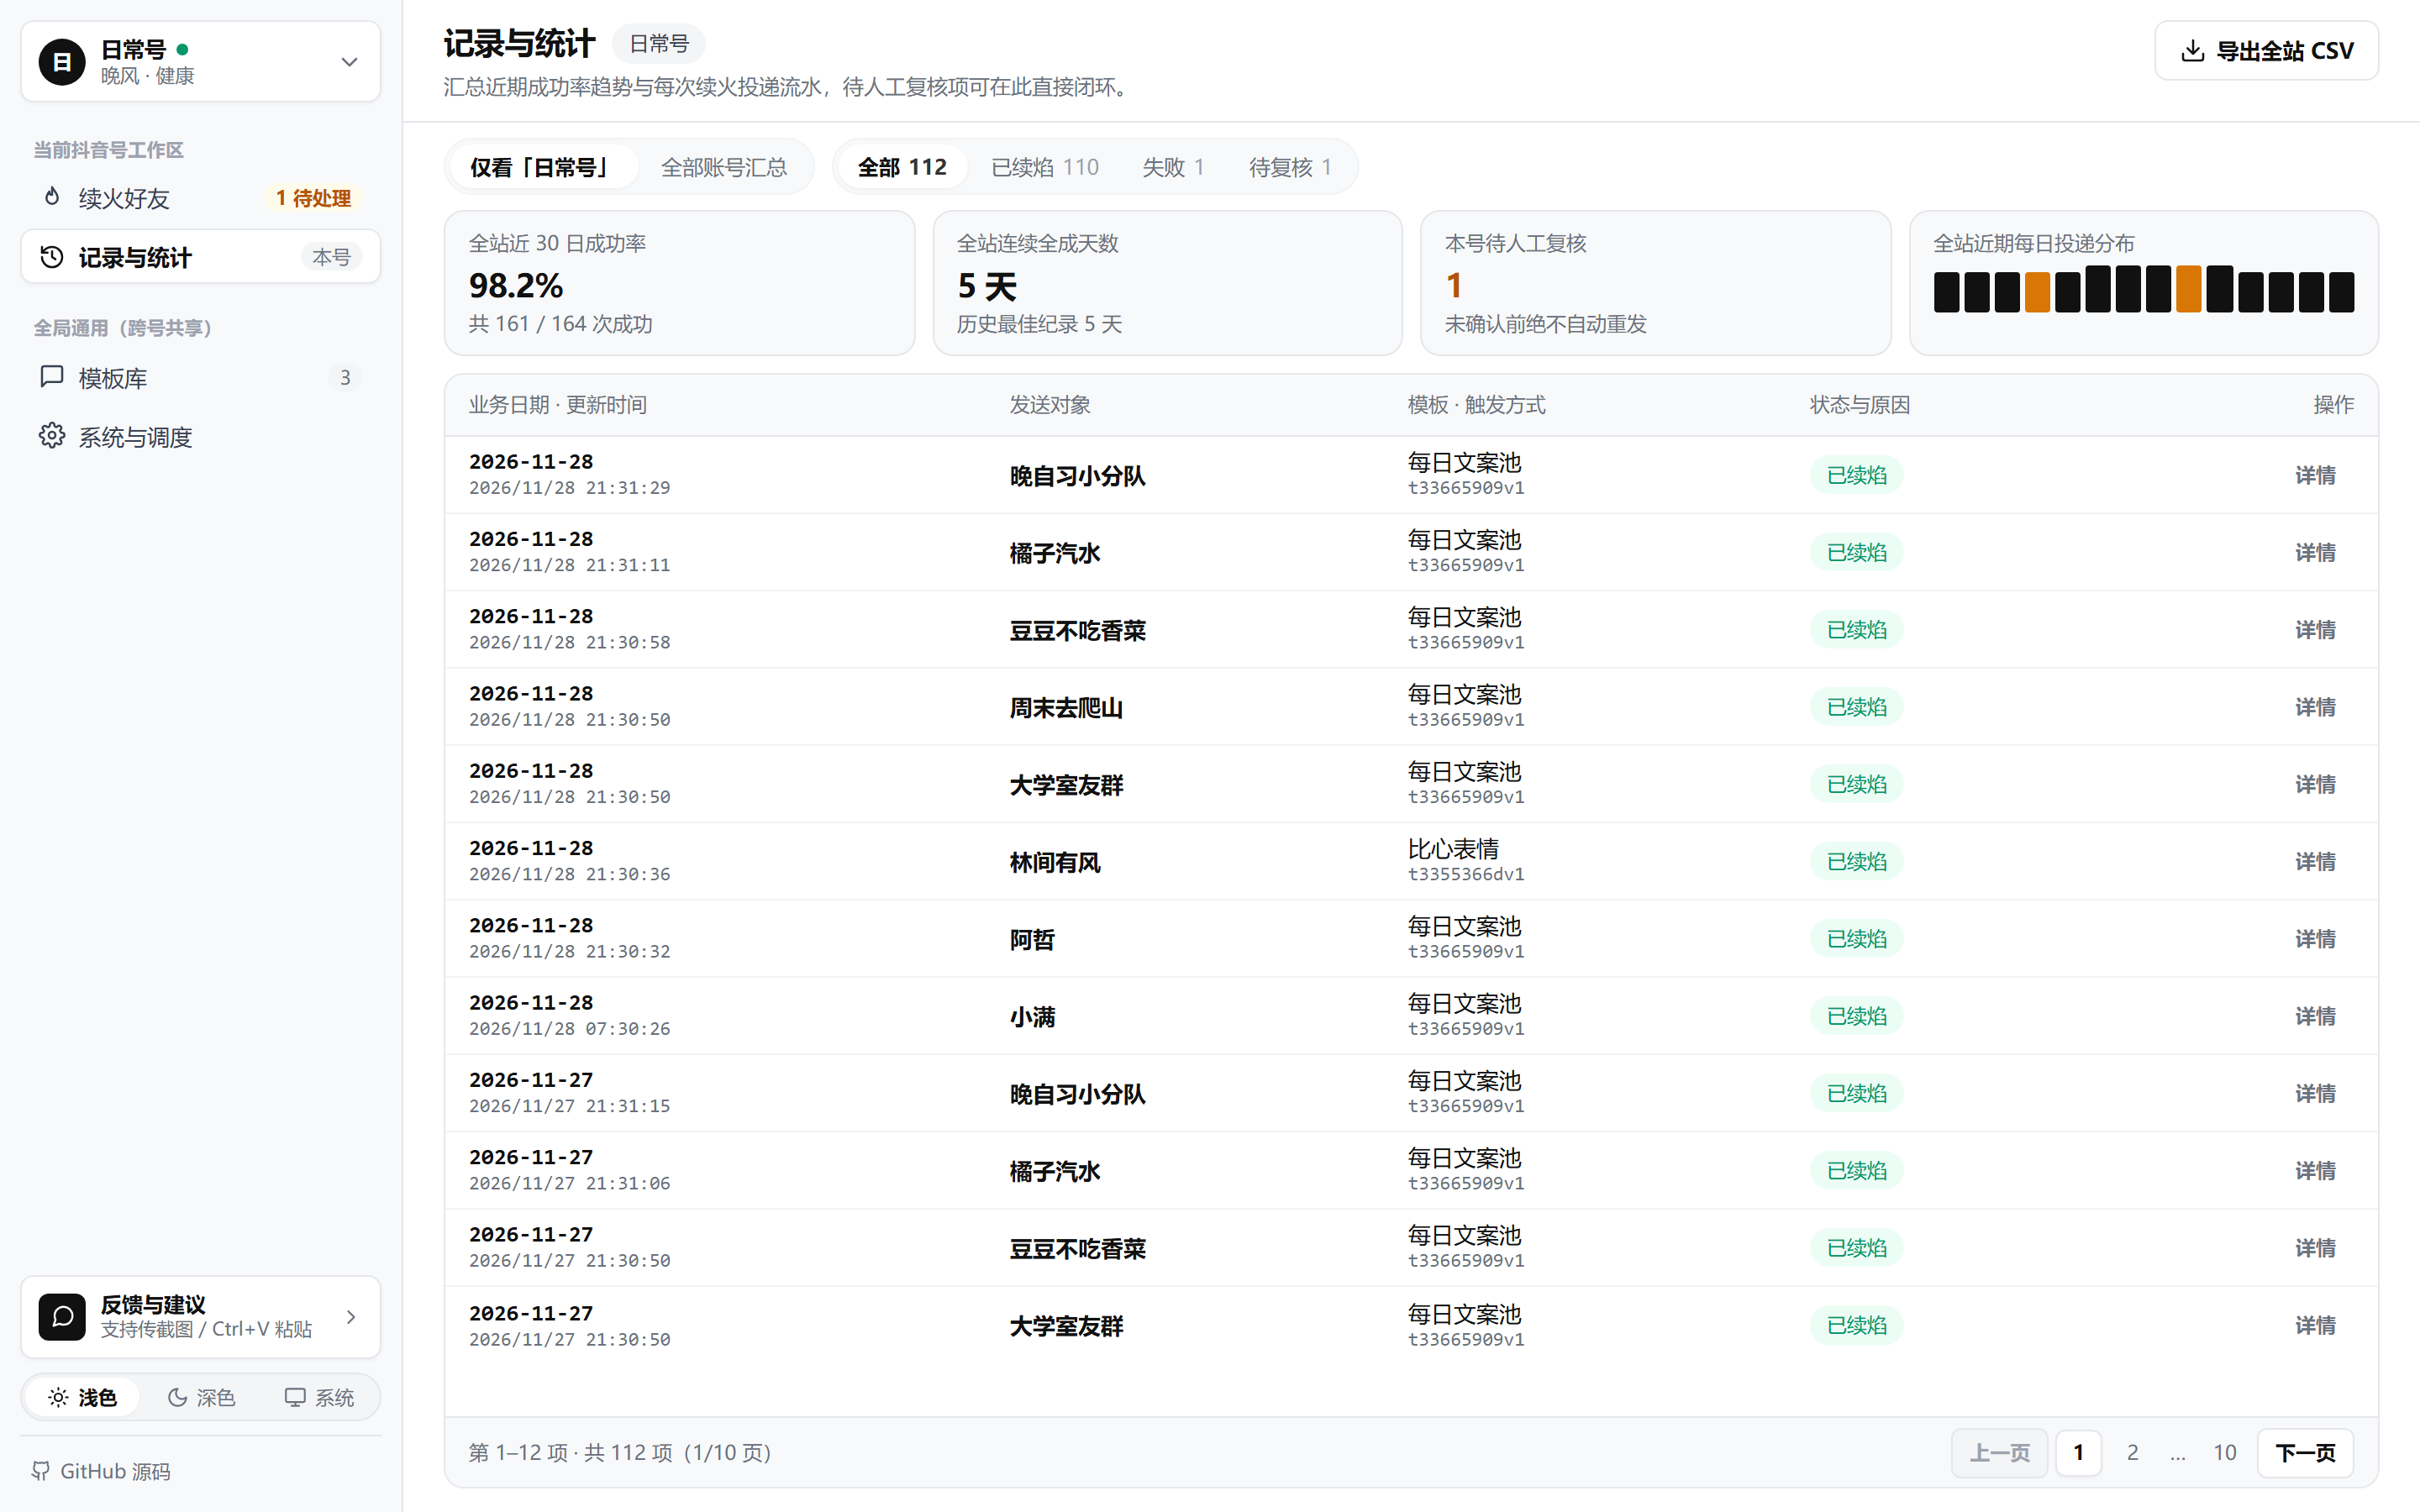 日
日常号
晚风 · 健康
当前抖音号工作区
续火好友
1 待处理
记录与统计
本号
全局通用（跨号共享）
模板库
3
系统与调度
反馈与建议
支持传截图 / Ctrl+V 粘贴
浅色
深色
系统
GitHub 源码
记录与统计
日常号
汇总近期成功率趋势与每次续火投递流水，待人工复核项可在此直接闭环。
导出全站 CSV
仅看「日常号」
全部账号汇总
全部 112
已续焰 110
失败 1
待复核 1
全站近 30 日成功率
98.2%
共 161 / 164 次成功
全站连续全成天数
5 天
历史最佳纪录 5 天
本号待人工复核
1
未确认前绝不自动重发
全站近期每日投递分布
业务日期 · 更新时间
发送对象
模板 · 触发方式
状态与原因
操作
2026-11-28
2026/11/28 21:31:29
晚自习小分队
每日文案池
t33665909v1
已续焰
详情
2026-11-28
2026/11/28 21:31:11
橘子汽水
每日文案池
t33665909v1
已续焰
详情
2026-11-28
2026/11/28 21:30:58
豆豆不吃香菜
每日文案池
t33665909v1
已续焰
详情
2026-11-28
2026/11/28 21:30:50
周末去爬山
每日文案池
t33665909v1
已续焰
详情
2026-11-28
2026/11/28 21:30:50
大学室友群
每日文案池
t33665909v1
已续焰
详情
2026-11-28
2026/11/28 21:30:36
林间有风
比心表情
t3355366dv1
已续焰
详情
2026-11-28
2026/11/28 21:30:32
阿哲
每日文案池
t33665909v1
已续焰
详情
2026-11-28
2026/11/28 07:30:26
小满
每日文案池
t33665909v1
已续焰
详情
2026-11-27
2026/11/27 21:31:15
晚自习小分队
每日文案池
t33665909v1
已续焰
详情
2026-11-27
2026/11/27 21:31:06
橘子汽水
每日文案池
t33665909v1
已续焰
详情
2026-11-27
2026/11/27 21:30:50
豆豆不吃香菜
每日文案池
t33665909v1
已续焰
详情
2026-11-27
2026/11/27 21:30:50
大学室友群
每日文案池
t33665909v1
已续焰
详情
第 1–12 项 · 共 112 项（1/10 页）
上一页
1
2
...
10
下一页